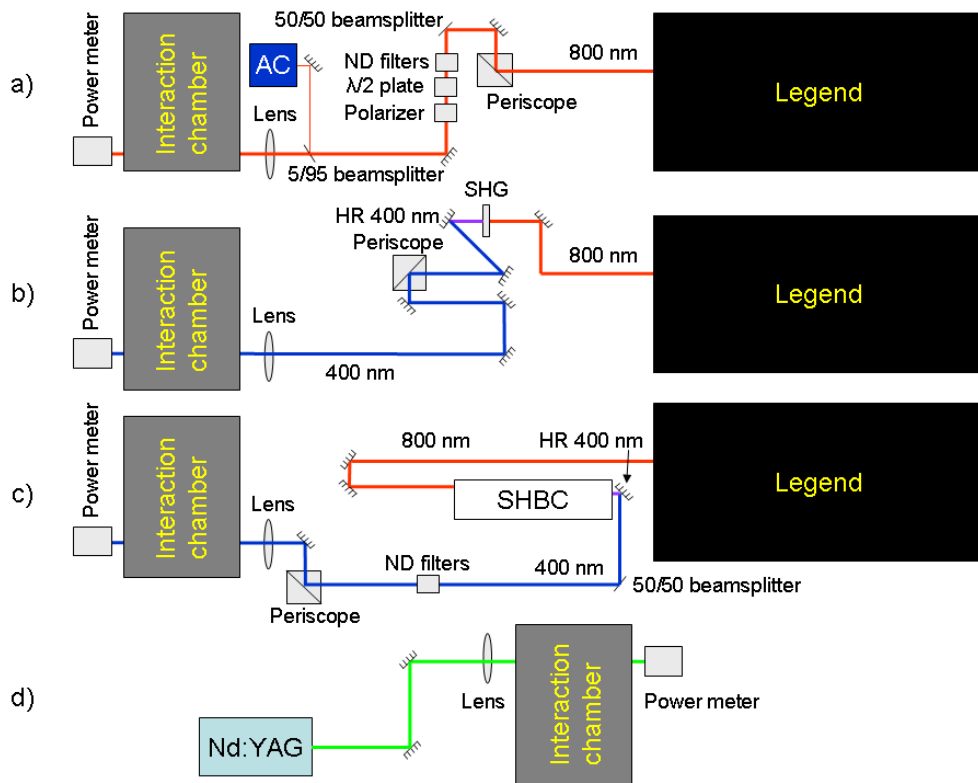 a)
Power meter
Interaction
chamber
AC
Lens
5/95 beamsplitter
50/50 beamsplitter
ND filters
λ/2 plate
Polarizer
Periscope
800 nm
Legend
b)
Power meter
Interaction
chamber
Lens
400 nm
HR 400 nm
Periscope
SHG
800 nm
Legend
c)
Power meter
Interaction
chamber
Lens
Periscope
800 nm
HR 400 nm
SHBC
ND filters
400 nm
50/50 beamsplitter
Legend
d)
Nd:YAG
Lens
Interaction
chamber
Power meter